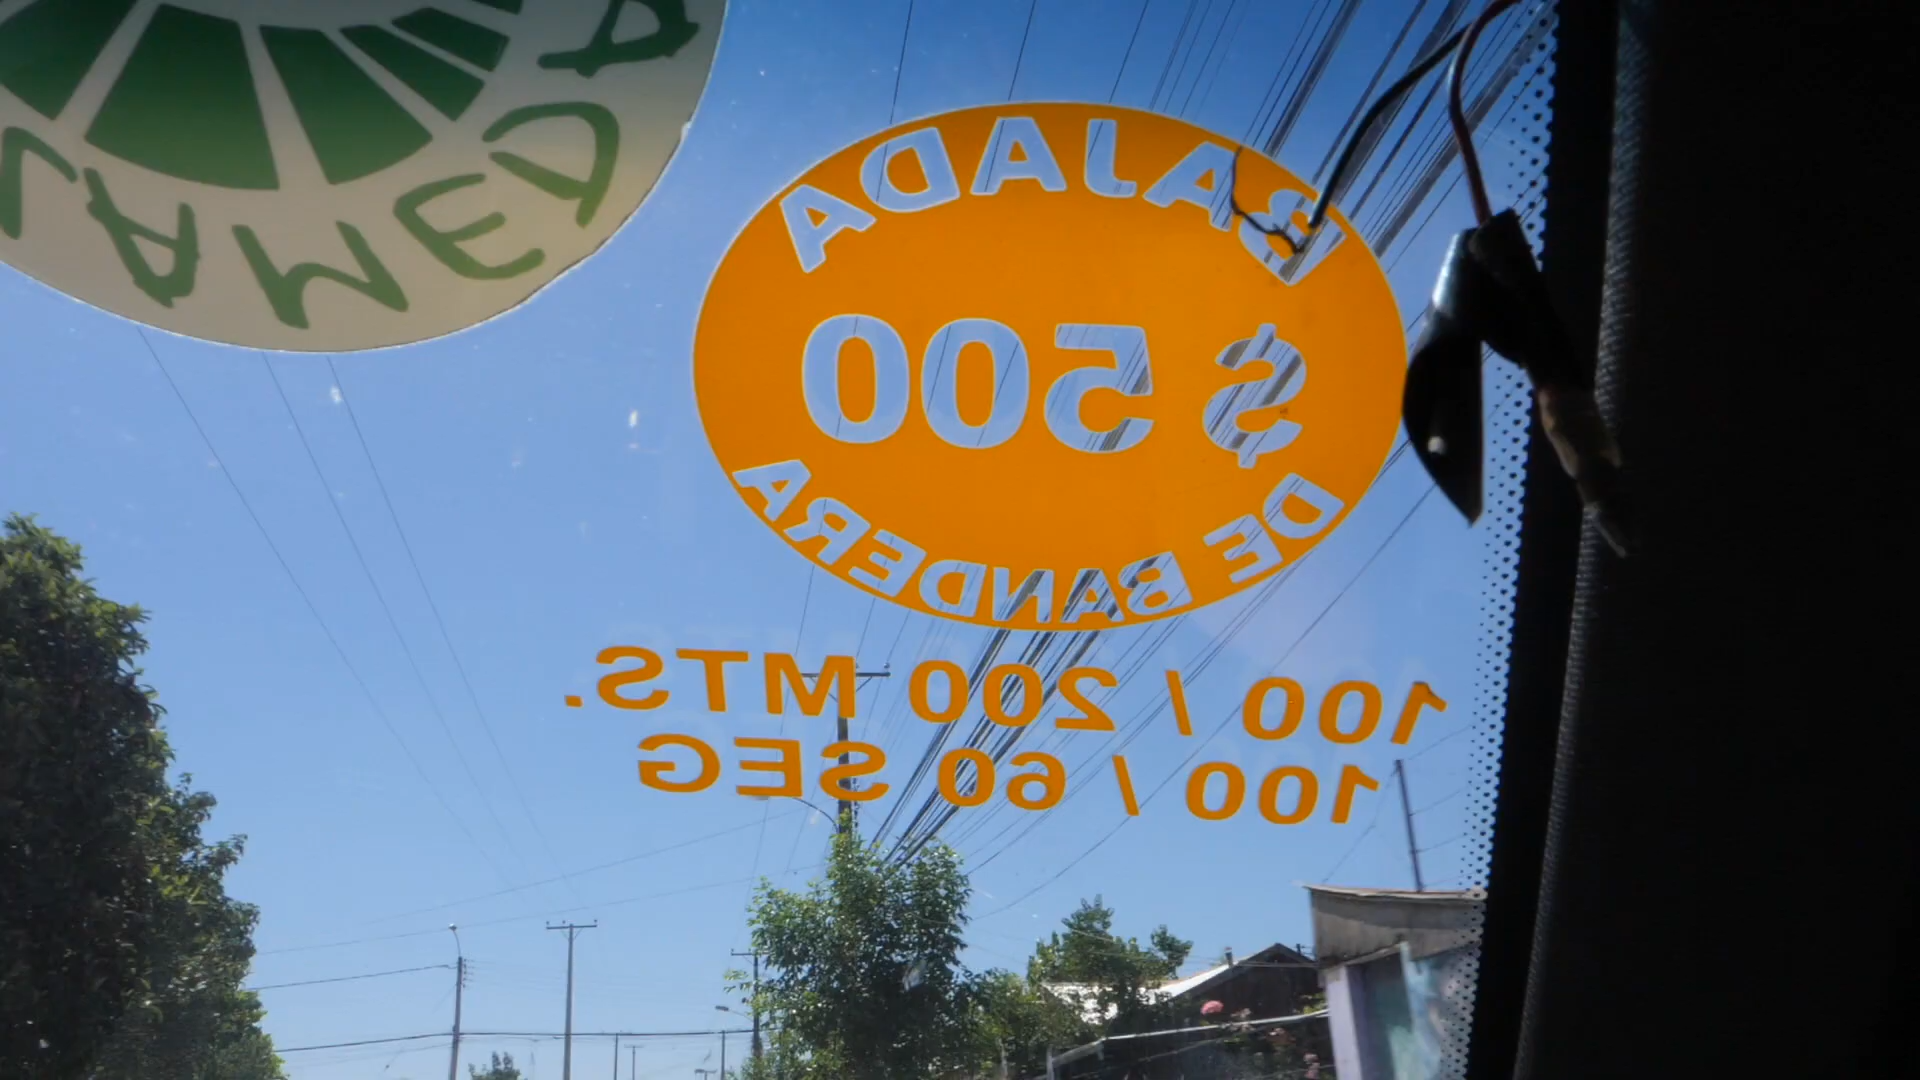 BAJADA
$ 500
DE BANDERA
100 / 200 MTS.
100 / 60 SEG